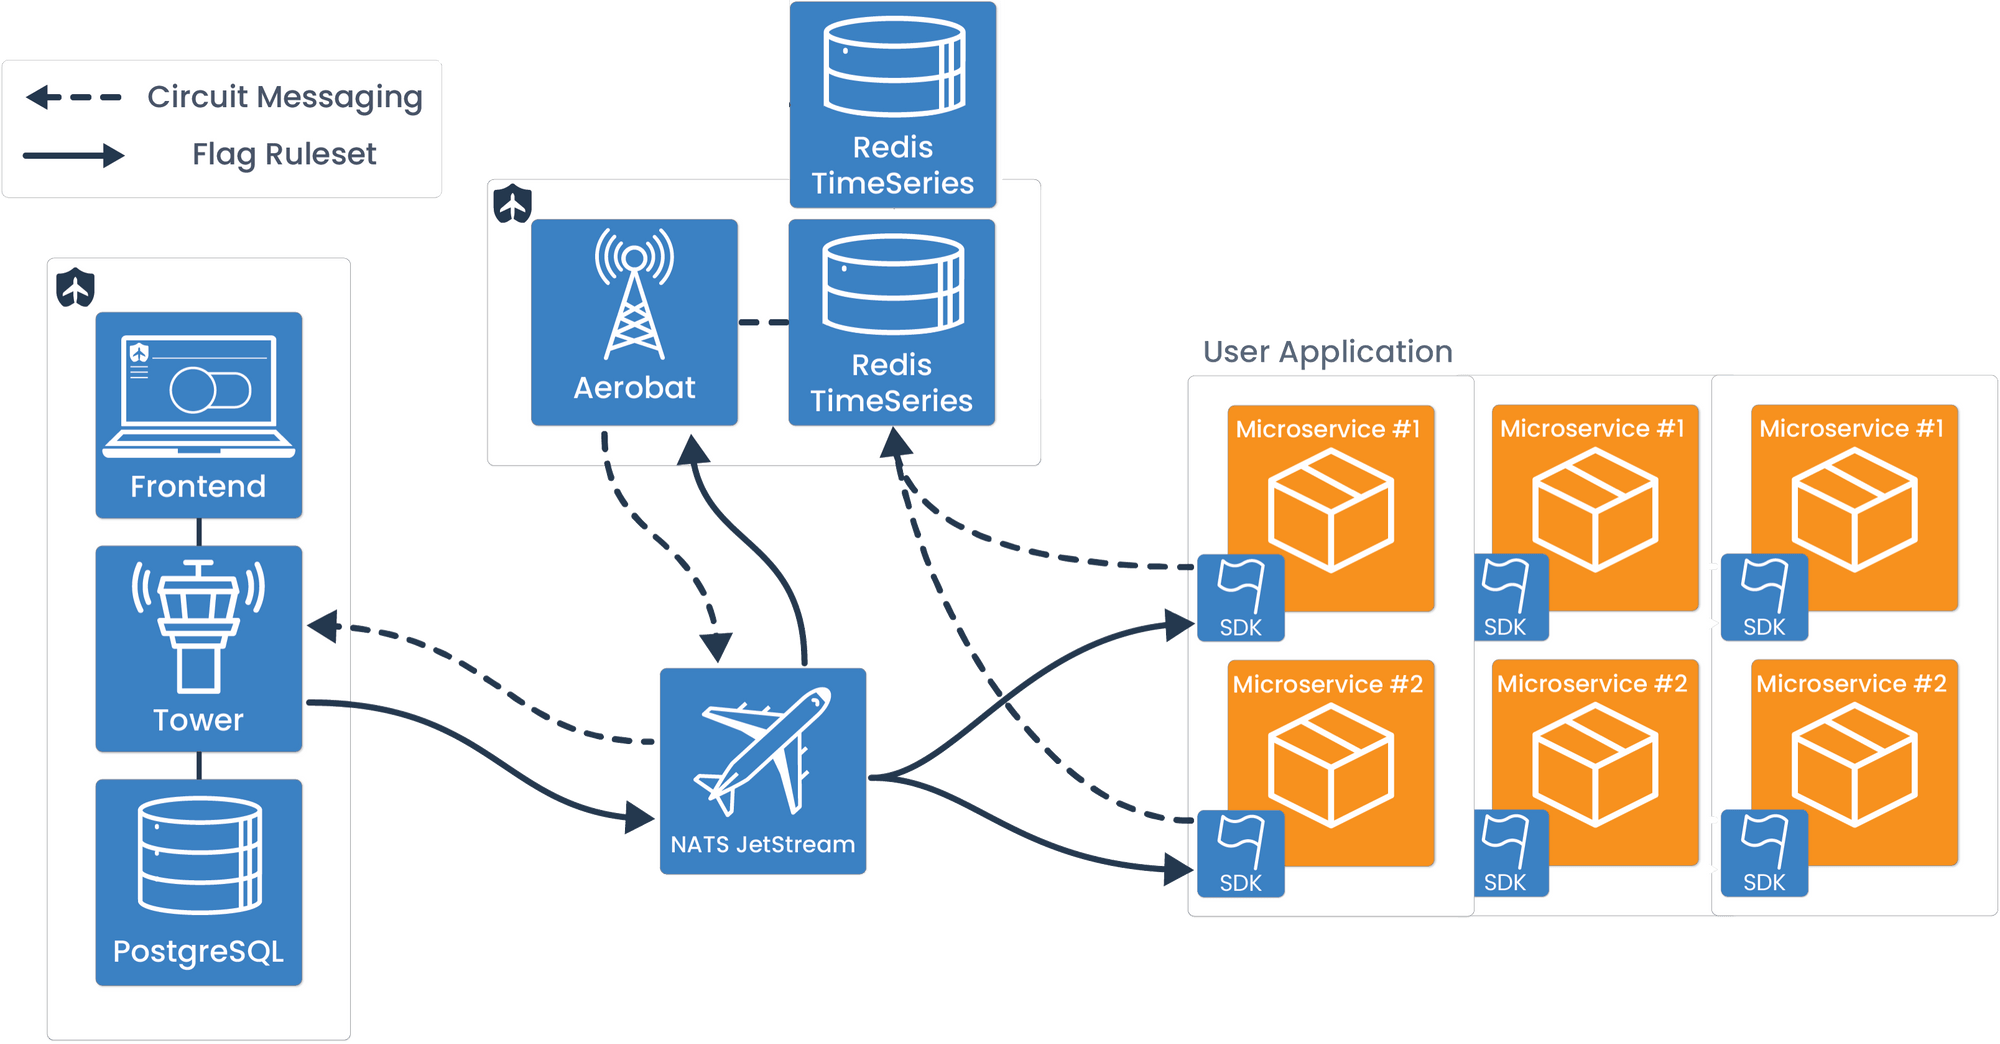 Circuit Messaging
Flag Ruleset
Redis
TimeSeries
Aerobat
Redis
TimeSeries
Frontend
Tower
PostgreSQL
NATS JetStream
User Application
Microservice #1
SDK
Microservice #1
SDK
Microservice #1
SDK
Microservice #2
SDK
Microservice #2
SDK
Microservice #2
SDK